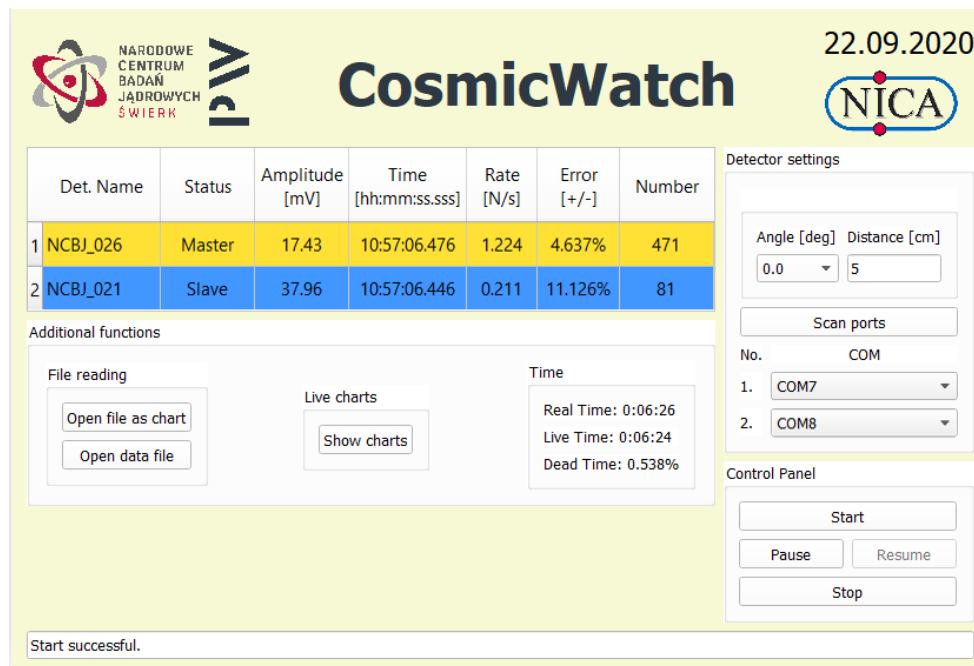 22.09.2020
NARODOWE
CENTRUM
BADAŃ
JĄDROWYCH
ŚWIERK
PW
CosmicWatch
NICA
Det. Name Status Amplitude [mV] Time [hh:mm:ss.sss] Rate [N/s] Error [+/-] Number
1 NCBJ_026 Master 17.43 10:57:06.476 1.224 4.637% 471
2 NCBJ_021 Slave 37.96 10:57:06.446 0.211 11.126% 81
Additional functions
File reading
Open file as chart
Open data file
Live charts
Show charts
Time
Real Time: 0:06:26
Live Time: 0:06:24
Dead Time: 0.538%
Detector settings
Angle [deg] Distance [cm]
0.0 5
Scan ports
No. COM
1. COM7
2. COM8
Control Panel
Start
Pause Resume
Stop
Start successful.